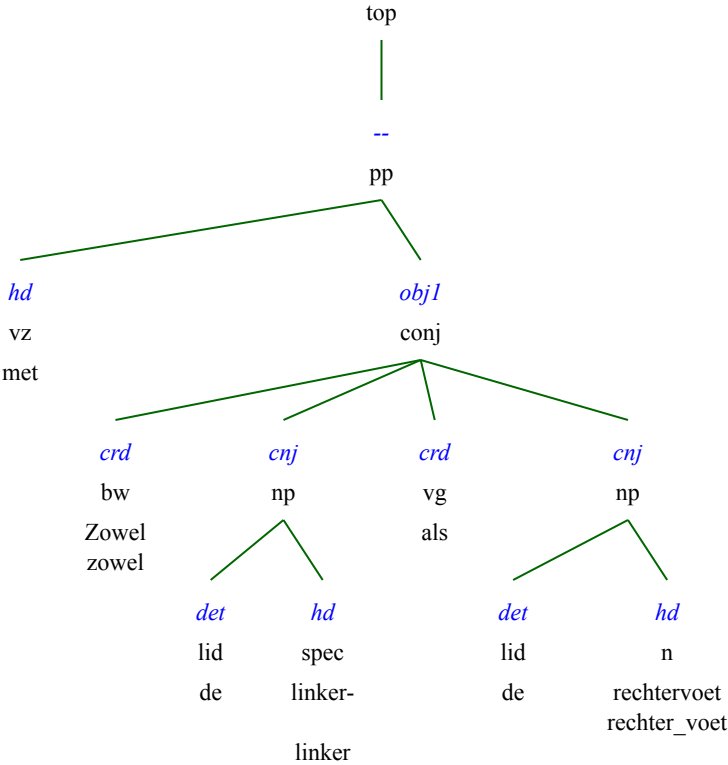 top
--
pp
hd obj1
vz conj
met
crd cnj crd cnj
bw np vg np
Zowel als
zowel
det hd det hd
lid spec lid n
de linker- de rechtervoet
rechter_voet
linker